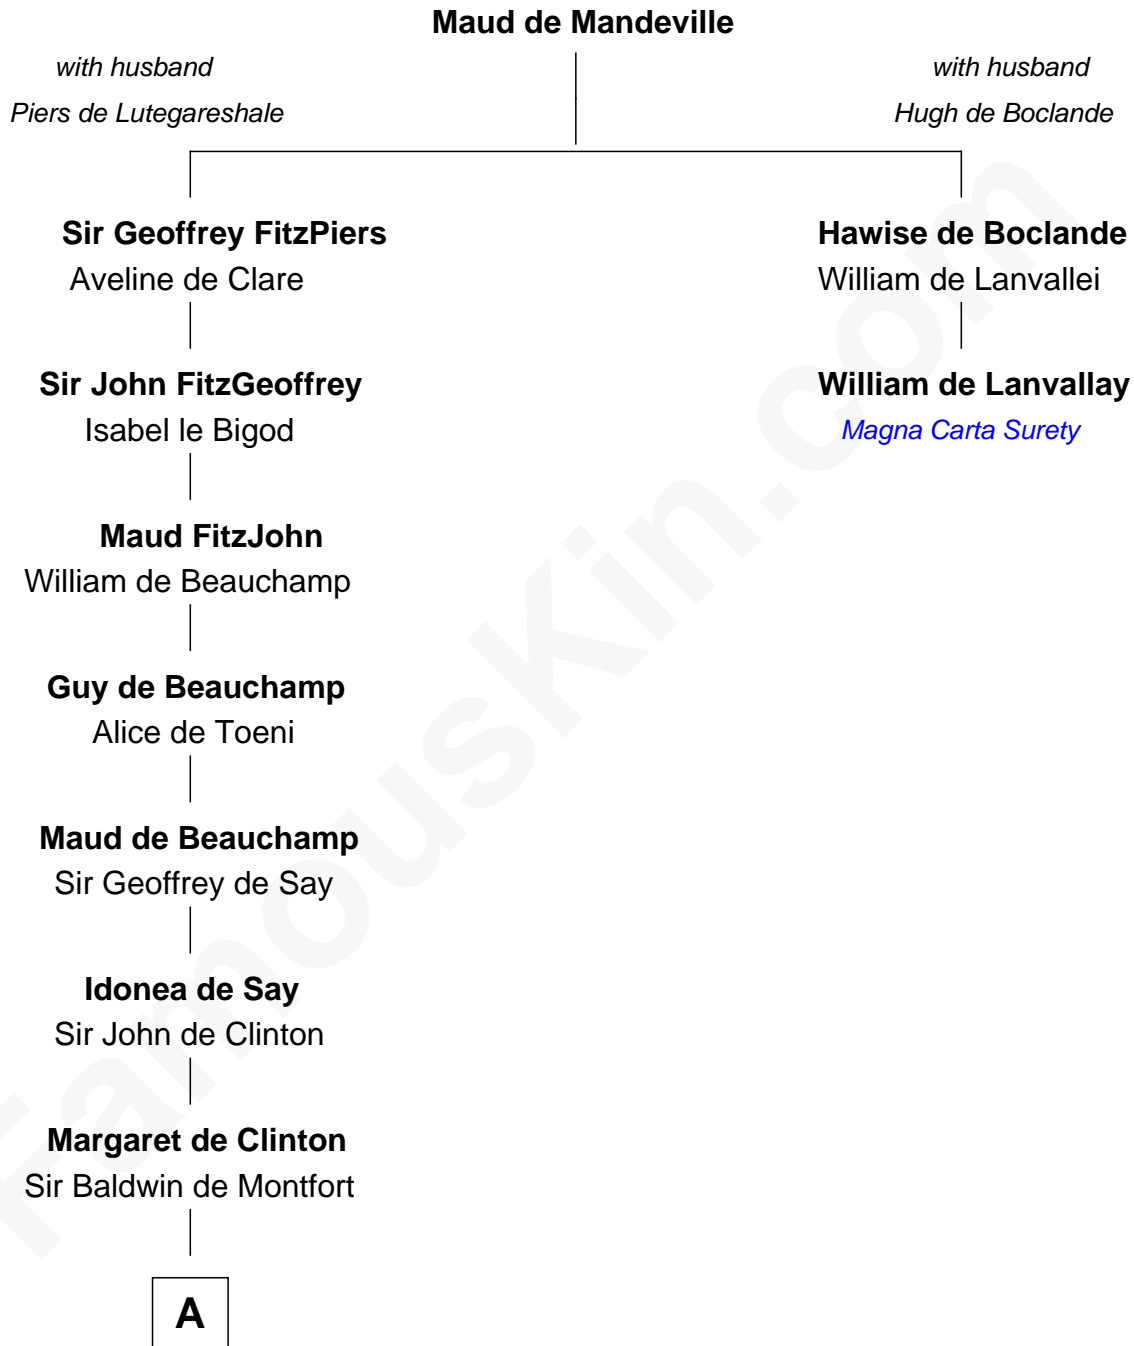 Maud de Mandeville
with husband
Piers de Lutegareshale
with husband
Hugh de Boclande
Sir Geoffrey FitzPiers
Aveline de Clare
Hawise de Boclande
William de Lanvallei
Sir John FitzGeoffrey
Isabel le Bigod
William de Lanvallay
Magna Carta Surety
Maud FitzJohn
William de Beauchamp
Guy de Beauchamp
Alice de Toeni
Maud de Beauchamp
Sir Geoffrey de Say
Idonea de Say
Sir John de Clinton
Margaret de Clinton
Sir Baldwin de Montfort
A
FamousKin.com